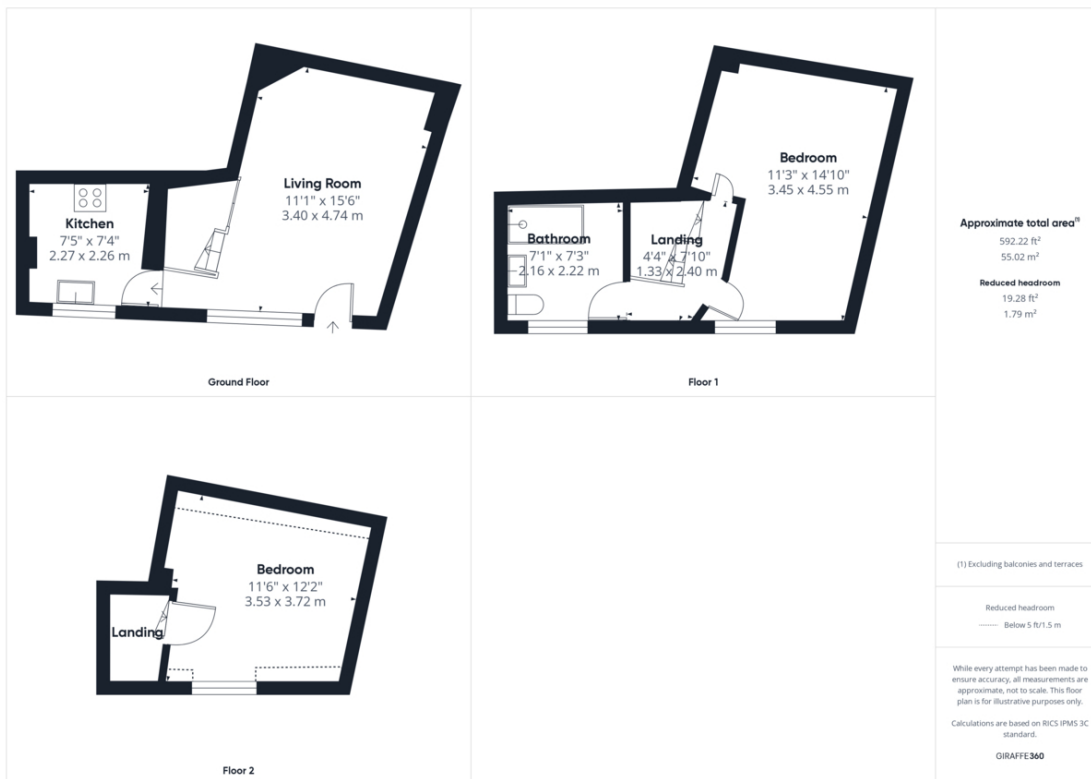 Living Room
11'1" x 15'6"
3.40 x 4.74 m
Kitchen
7'5" x 7'4"
2.27 x 2.26 m
Ground Floor
Bedroom
11'3" x 14'10"
3.45 x 4.55 m
Bathroom
7'1" x 7'3"
2.16 x 2.22 m
Landing
4'4" x 7'10"
1.33 x 2.40 m
Floor 1
Bedroom
11'6" x 12'2"
3.53 x 3.72 m
Landing
Floor 2
Approximate total area⁽¹⁾
592.22 ft²
55.02 m²
Reduced headroom
19.28 ft²
1.79 m²
(1) Excluding balconies and terraces
Reduced headroom
Below 5 ft/1.5 m
While every attempt has been made to
ensure accuracy, all measurements are
approximate, not to scale. This floor
plan is for illustrative purposes only.
Calculations are based on RICS IPMS 3C
standard.
GIRAFFE360